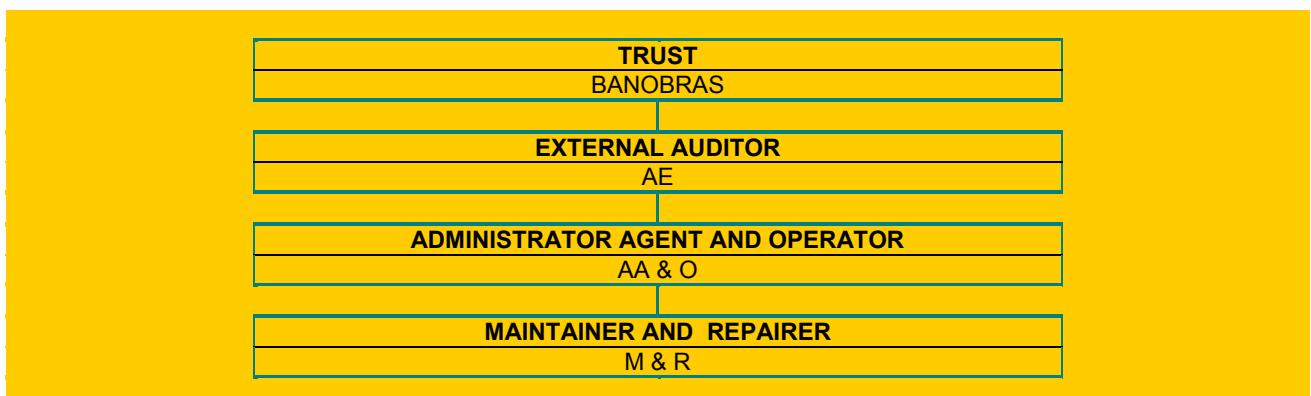 TRUST
BANOBRAS
EXTERNAL AUDITOR
AE
ADMINISTRATOR AGENT AND OPERATOR
AA & O
MAINTAINER AND REPAIRER
M & R